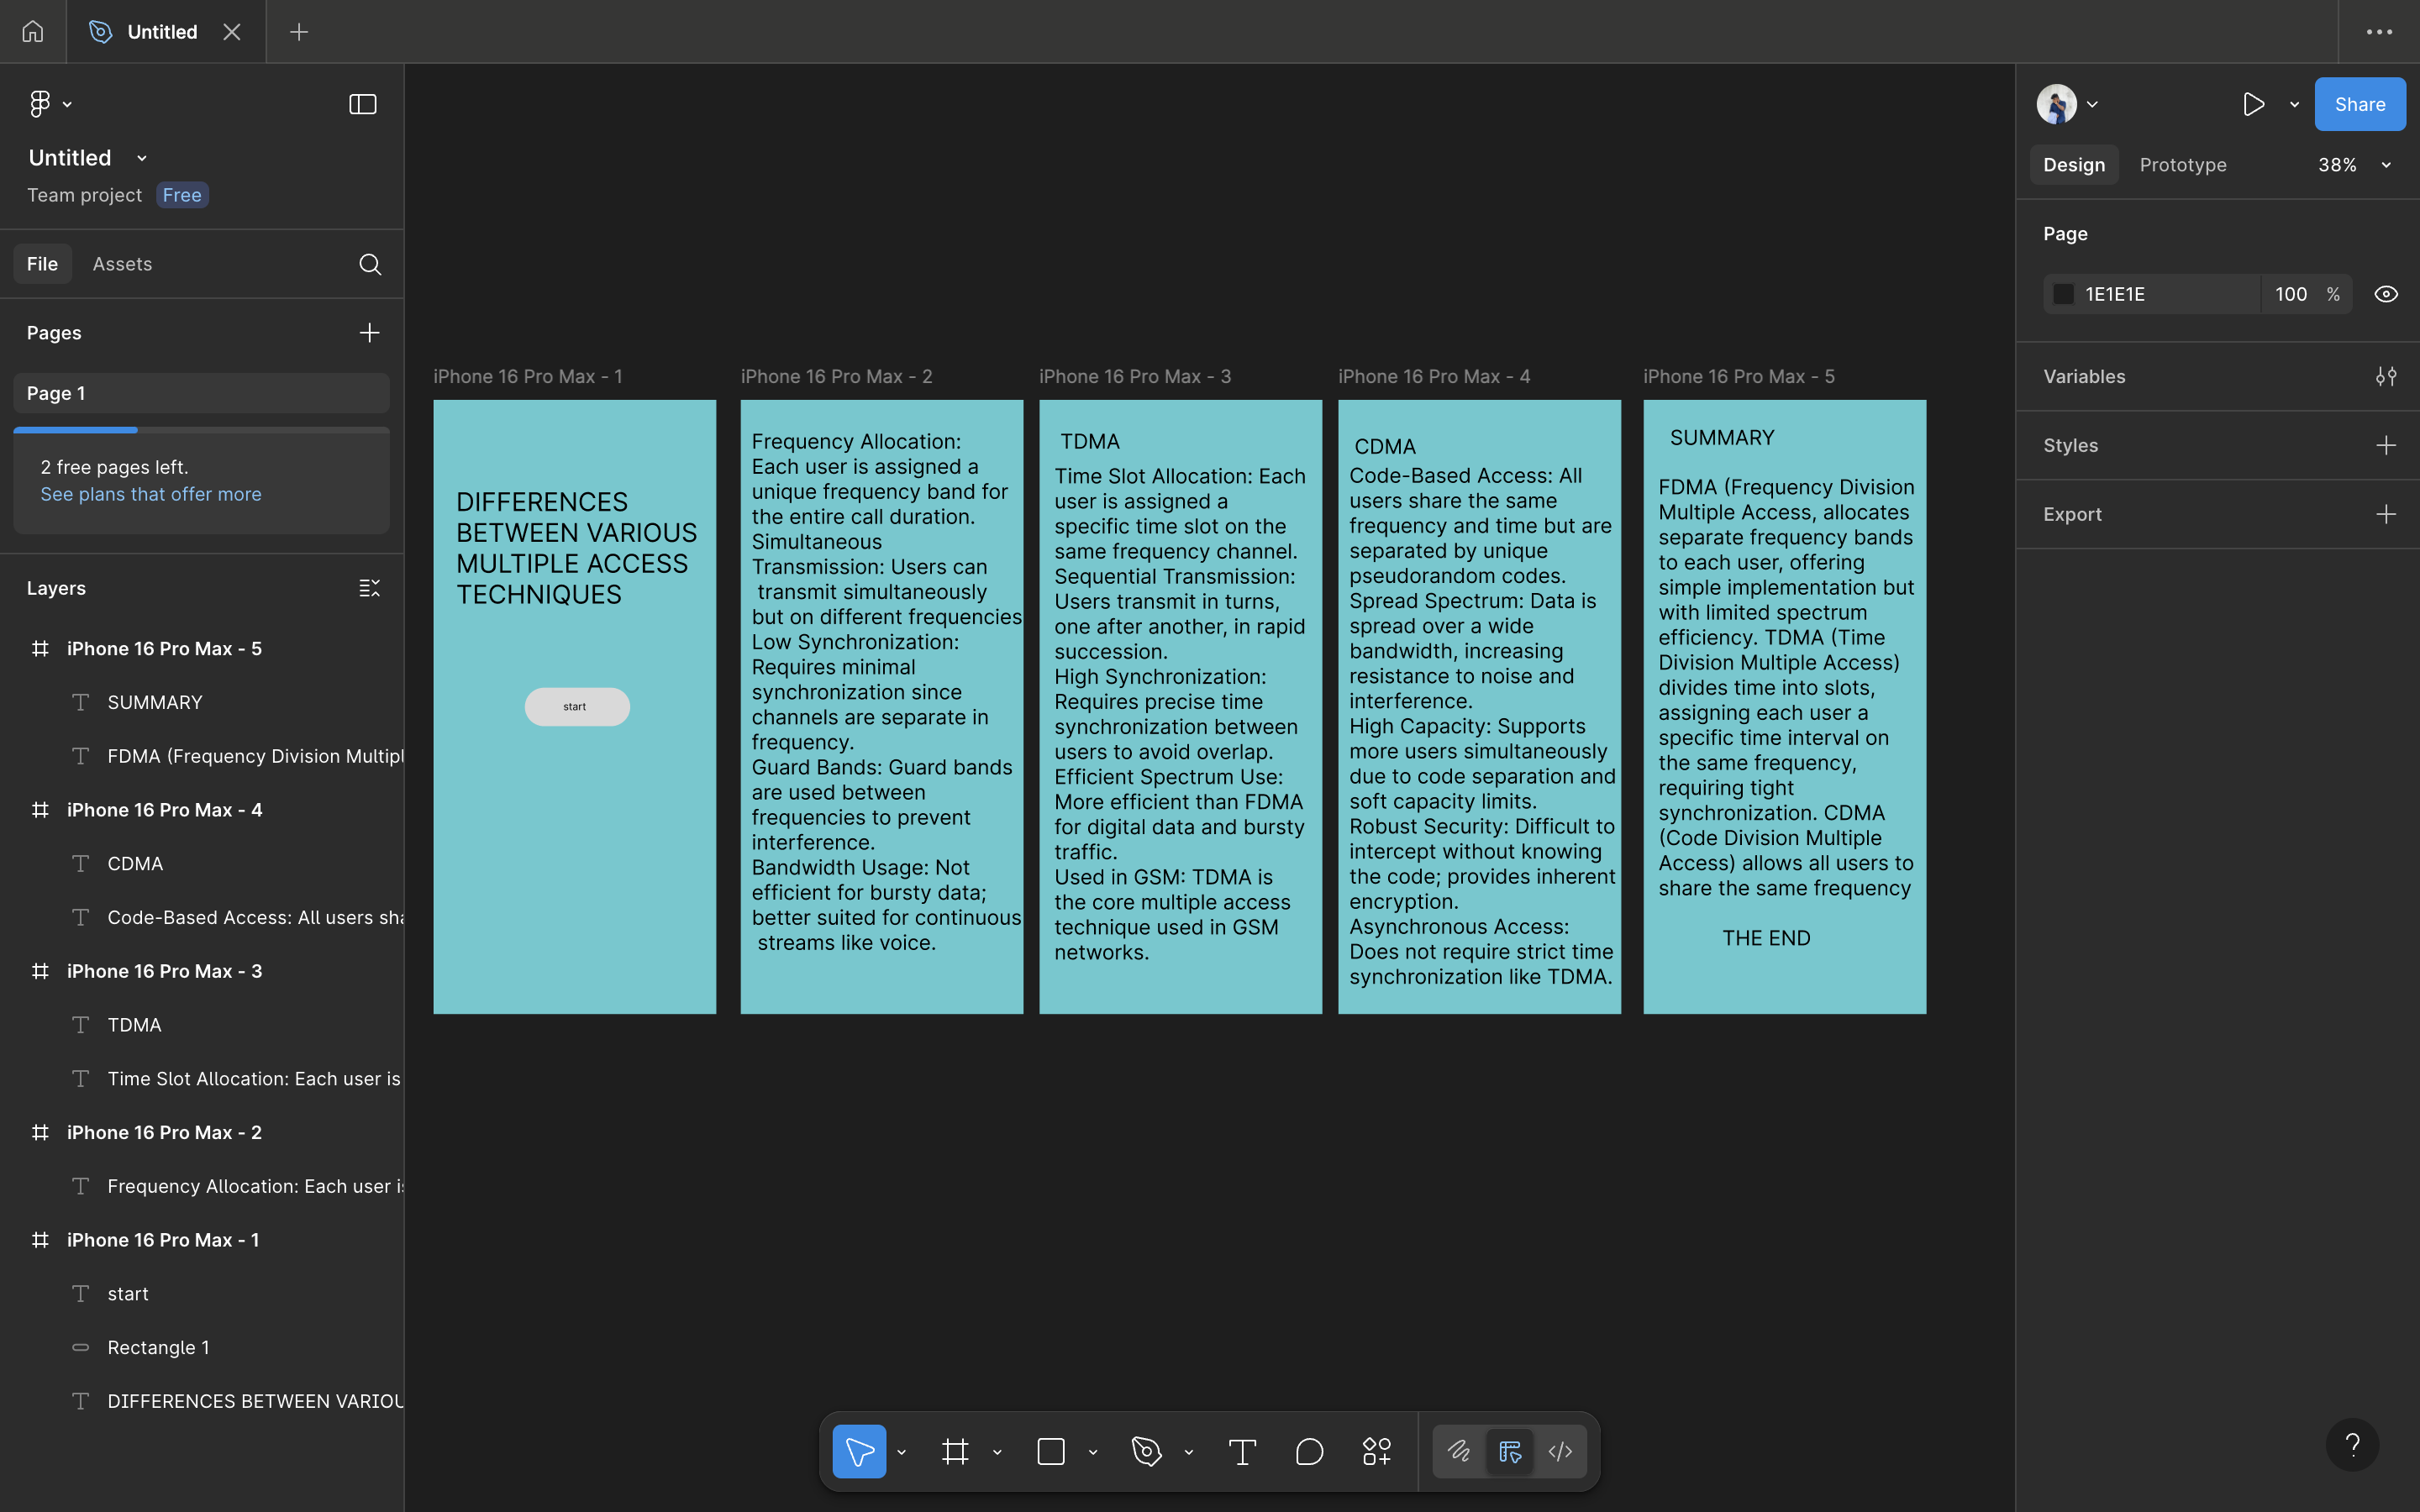 Untitled
Untitled
Team project Free
File Assets
Pages
Page 1
2 free pages left.
See plans that offer more
Layers
iPhone 16 Pro Max - 5
SUMMARY
FDMA (Frequency Division Multipl
iPhone 16 Pro Max - 4
CDMA
Code-Based Access: All users sha
iPhone 16 Pro Max - 3
TDMA
Time Slot Allocation: Each user is
iPhone 16 Pro Max - 2
Frequency Allocation: Each user i
iPhone 16 Pro Max - 1
start
Rectangle 1
DIFFERENCES BETWEEN VARIOU
iPhone 16 Pro Max - 1
DIFFERENCES
BETWEEN VARIOUS
MULTIPLE ACCESS
TECHNIQUES
start
iPhone 16 Pro Max - 2
Frequency Allocation:
Each user is assigned a
unique frequency band for
the entire call duration.
Simultaneous
Transmission: Users can
transmit simultaneously
but on different frequencies
Low Synchronization:
Requires minimal
synchronization since
channels are separate in
frequency.
Guard Bands: Guard bands
are used between
frequencies to prevent
interference.
Bandwidth Usage: Not
efficient for bursty data;
better suited for continuous
streams like voice.
iPhone 16 Pro Max - 3
TDMA
Time Slot Allocation: Each
user is assigned a
specific time slot on the
same frequency channel.
Sequential Transmission:
Users transmit in turns,
one after another, in rapid
succession.
High Synchronization:
Requires precise time
synchronization between
users to avoid overlap.
Efficient Spectrum Use:
More efficient than FDMA
for digital data and bursty
traffic.
Used in GSM: TDMA is
the core multiple access
technique used in GSM
networks.
iPhone 16 Pro Max - 4
CDMA
Code-Based Access: All
users share the same
frequency and time but are
separated by unique
pseudorandom codes.
Spread Spectrum: Data is
spread over a wide
bandwidth, increasing
resistance to noise and
interference.
High Capacity: Supports
more users simultaneously
due to code separation and
soft capacity limits.
Robust Security: Difficult to
intercept without knowing
the code; provides inherent
encryption.
Asynchronous Access:
Does not require strict time
synchronization like TDMA.
iPhone 16 Pro Max - 5
SUMMARY
FDMA (Frequency Division
Multiple Access, allocates
separate frequency bands
to each user, offering
simple implementation but
with limited spectrum
efficiency. TDMA (Time
Division Multiple Access)
divides time into slots,
assigning each user a
specific time interval on
the same frequency,
requiring tight
synchronization. CDMA
(Code Division Multiple
Access) allows all users to
share the same frequency
THE END
Share
Design Prototype 38%
Page
1E1E1E 100 %
Variables
Styles
Export
?